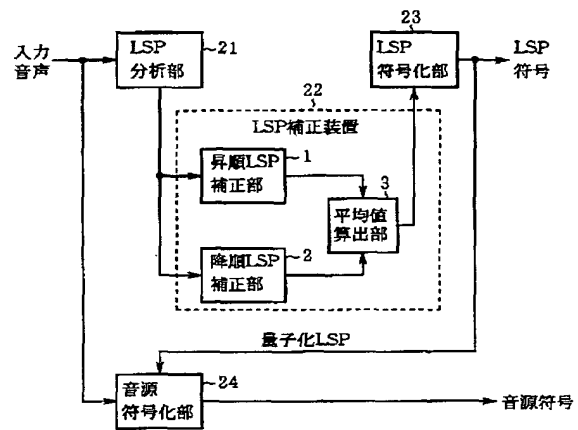 入力
音声
LSP
分析部
21
23
LSP
符号化部
LSP
符号
22
LSP補正装置
昇順LSP
補正部
1
3
平均値
算出部
降順LSP
補正部
2
量子化LSP
音源
符号化部
24
音源符号